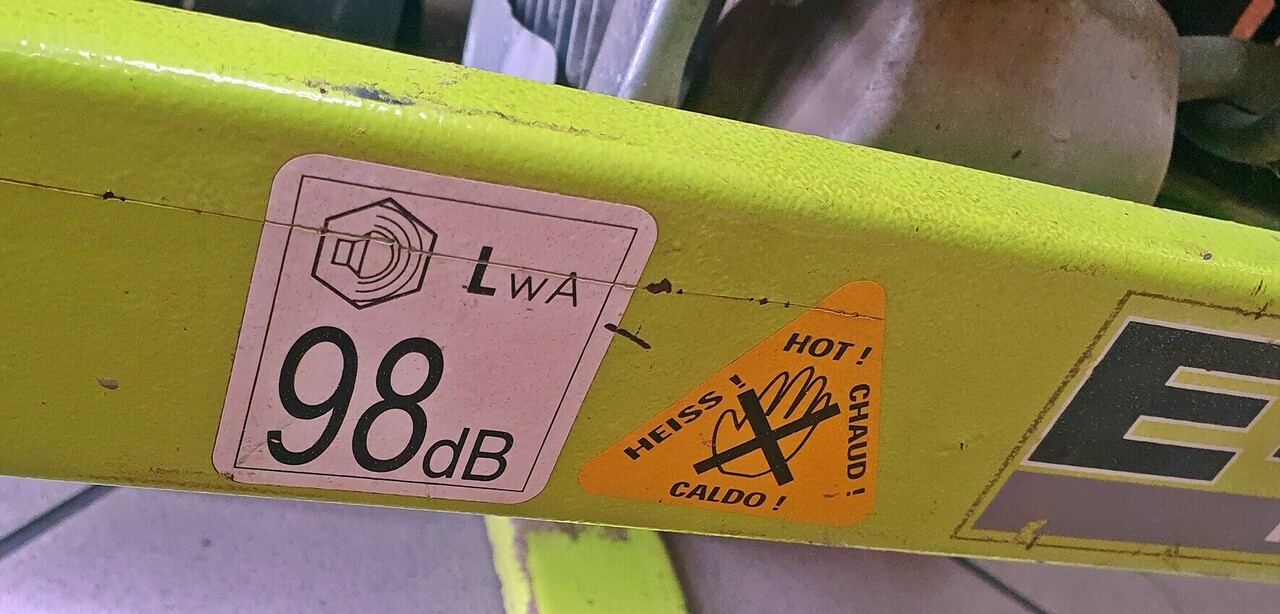 LWA
98dB
HOT !
HEISS !
CHAUD !
CALDO !
E